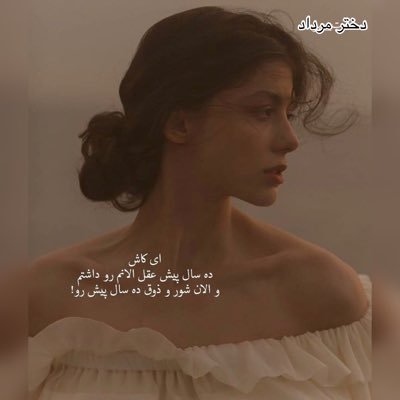 دختر مرداد
ای کاش
ده سال پیش عقل الانم رو داشتم
و الان شور و ذوق ده سال پیش رو!